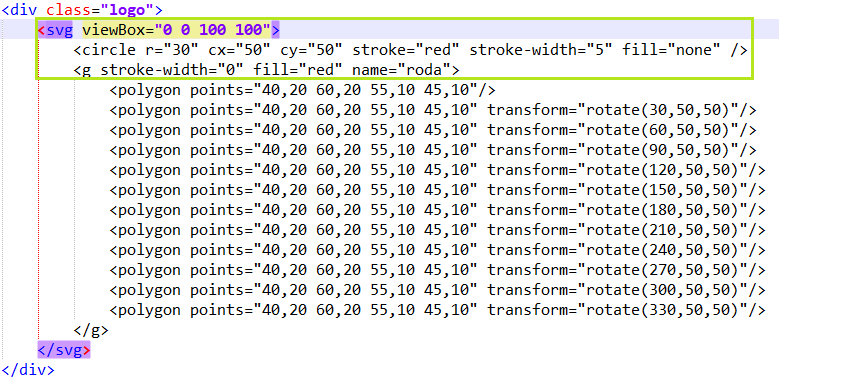 <div class="logo">
<svg viewBox="0 0 100 100">
<circle r="30" cx="50" cy="50" stroke="red" stroke-width="5" fill="none" />
<g stroke-width="0" fill="red" name="roda">
<polygon points="40,20 60,20 55,10 45,10"/>
<polygon points="40,20 60,20 55,10 45,10" transform="rotate(30,50,50)"/>
<polygon points="40,20 60,20 55,10 45,10" transform="rotate(60,50,50)"/>
<polygon points="40,20 60,20 55,10 45,10" transform="rotate(90,50,50)"/>
<polygon points="40,20 60,20 55,10 45,10" transform="rotate(120,50,50)"/>
<polygon points="40,20 60,20 55,10 45,10" transform="rotate(150,50,50)"/>
<polygon points="40,20 60,20 55,10 45,10" transform="rotate(180,50,50)"/>
<polygon points="40,20 60,20 55,10 45,10" transform="rotate(210,50,50)"/>
<polygon points="40,20 60,20 55,10 45,10" transform="rotate(240,50,50)"/>
<polygon points="40,20 60,20 55,10 45,10" transform="rotate(270,50,50)"/>
<polygon points="40,20 60,20 55,10 45,10" transform="rotate(300,50,50)"/>
<polygon points="40,20 60,20 55,10 45,10" transform="rotate(330,50,50)"/>
</g>
</svg>
</div>